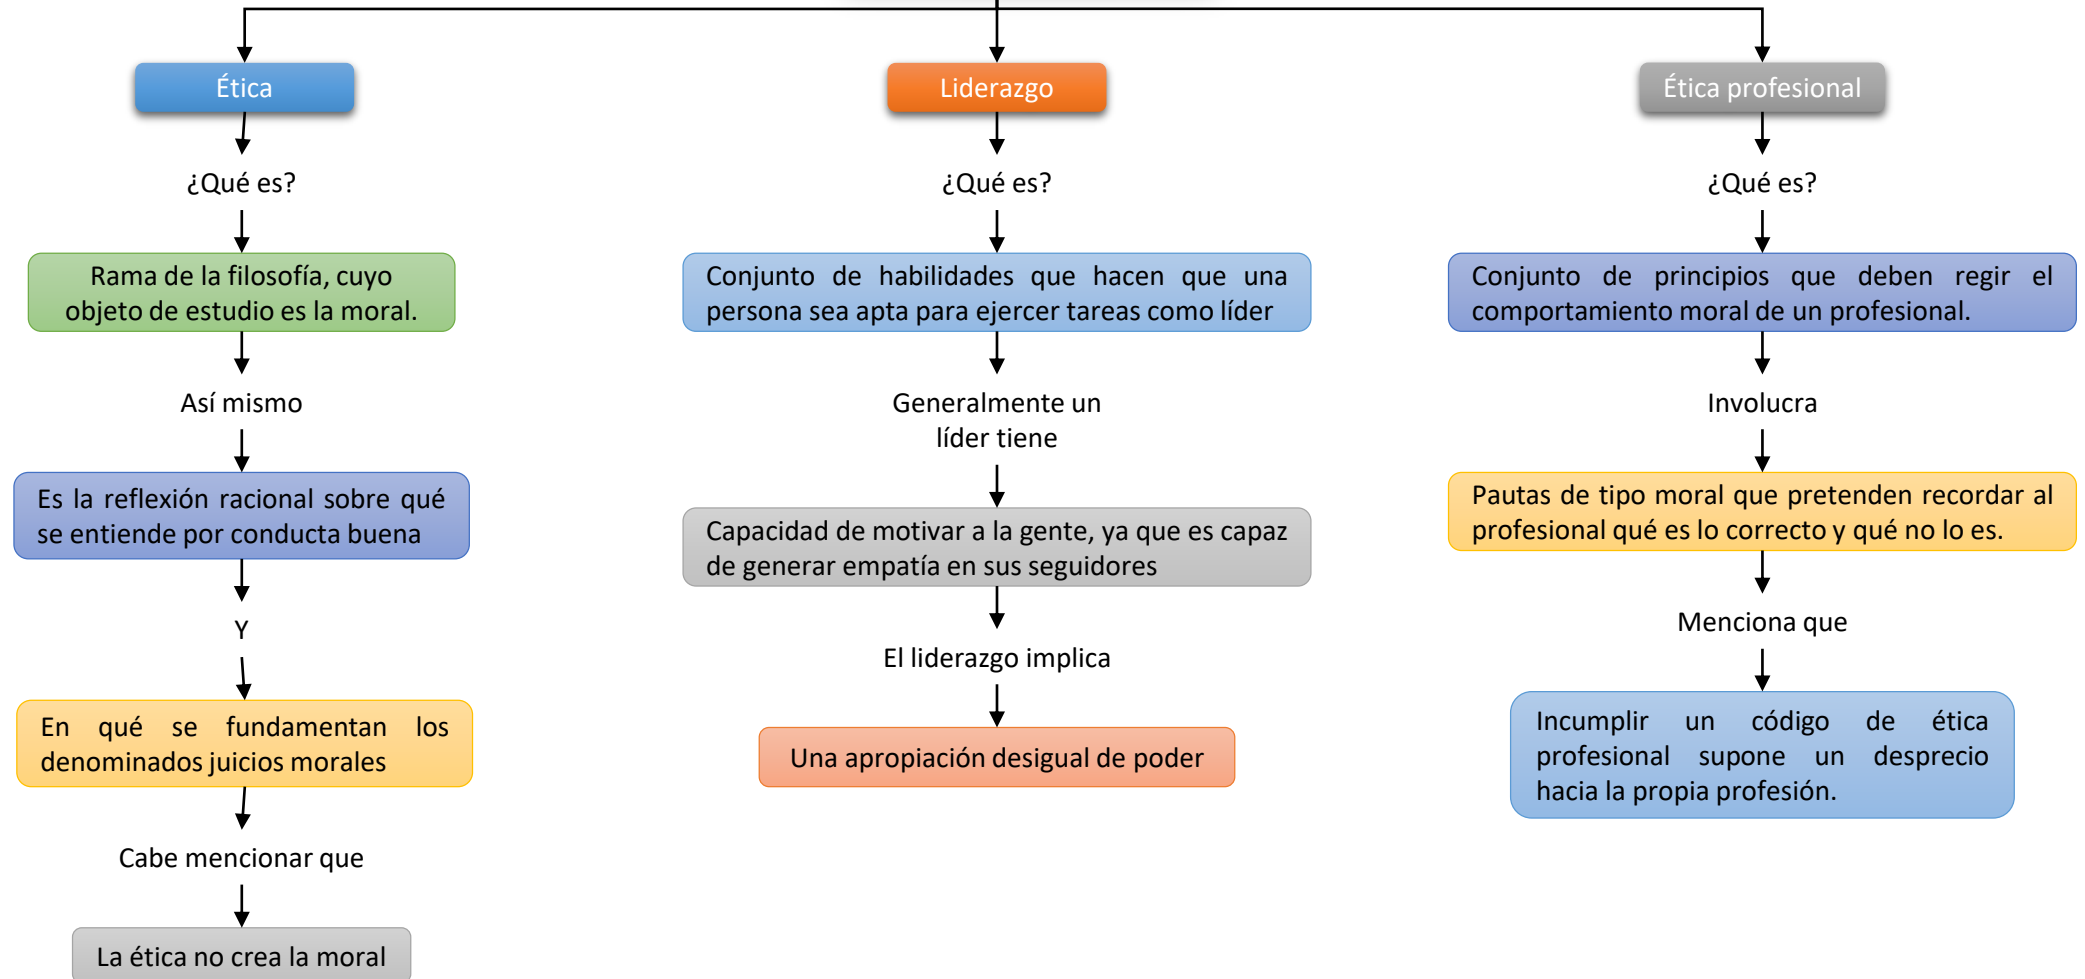 Ética
¿Qué es?
Rama de la filosofía, cuyo
objeto de estudio es la moral.
Así mismo
Es la reflexión racional sobre qué
se entiende por conducta buena
Y
En qué se fundamentan los
denominados juicios morales
Cabe mencionar que
La ética no crea la moral
Liderazgo
¿Qué es?
Conjunto de habilidades que hacen que una
persona sea apta para ejercer tareas como líder
Generalmente un
líder tiene
Capacidad de motivar a la gente, ya que es capaz
de generar empatía en sus seguidores
El liderazgo implica
Una apropiación desigual de poder
Ética profesional
¿Qué es?
Conjunto de principios que deben regir el
comportamiento moral de un profesional.
Involucra
Pautas de tipo moral que pretenden recordar al
profesional qué es lo correcto y qué no lo es.
Menciona que
Incumplir un código de ética
profesional supone un desprecio
hacia la propia profesión.